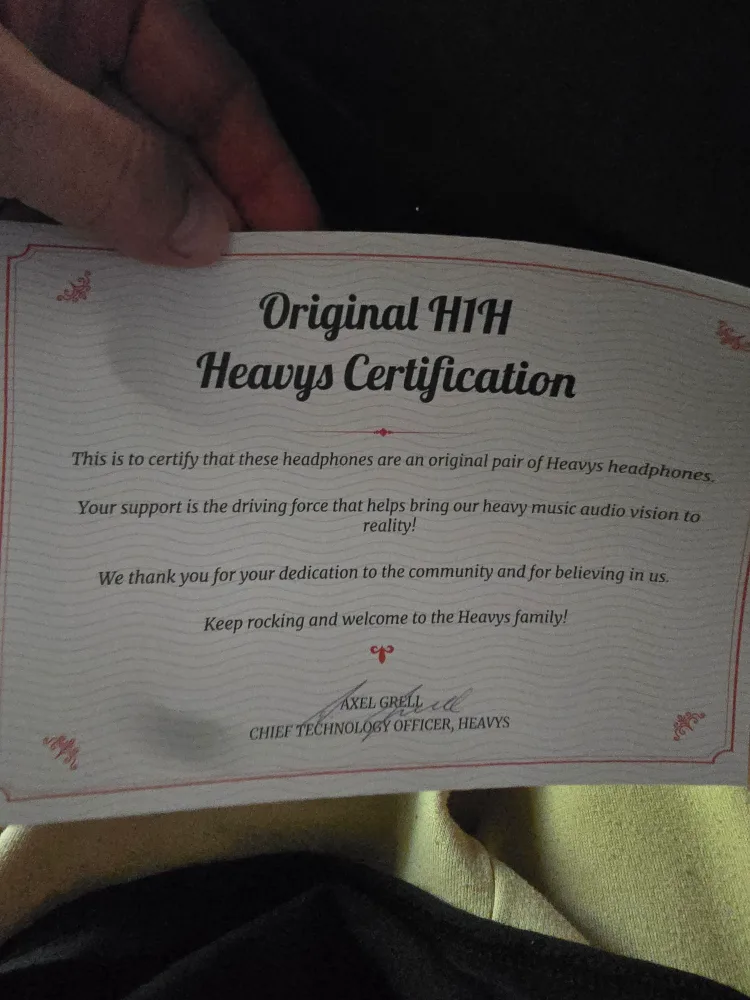 Original H1H
Heavys Certification
This is to certify that these headphones are an original pair of Heavys headphones.
Your support is the driving force that helps bring our heavy music audio vision to
reality!
We thank you for your dedication to the community and for believing in us.
Keep rocking and welcome to the Heavys family!
AXEL GRELL
CHIEF TECHNOLOGY OFFICER, HEAVYS